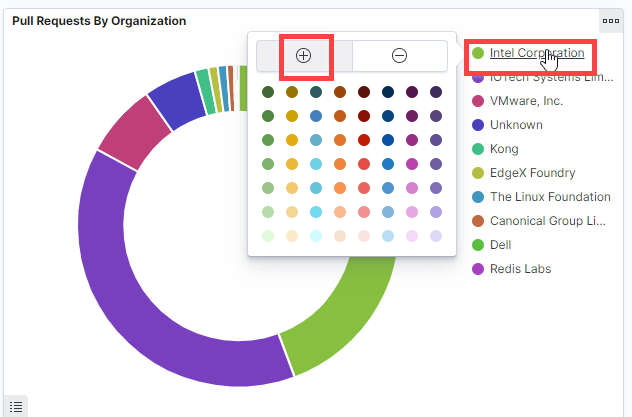 Pull Requests By Organization
Intel Corporation
IOTech Systems Lim...
VMware, Inc.
Unknown
Kong
EdgeX Foundry
The Linux Foundation
Canonical Group Li...
Dell
Redis Labs